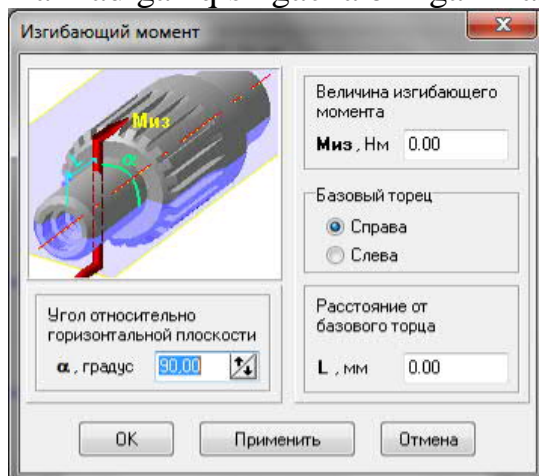 Изгибающий момент
Миз
α
L
Величина изгибающего
момента
Миз , Нм 0.00
Базовый торец
Справа
Слева
Угол относительно
горизонтальной плоскости
α , градус 90,00
Расстояние от
базового торца
L , мм 0.00
OK Применить Отмена